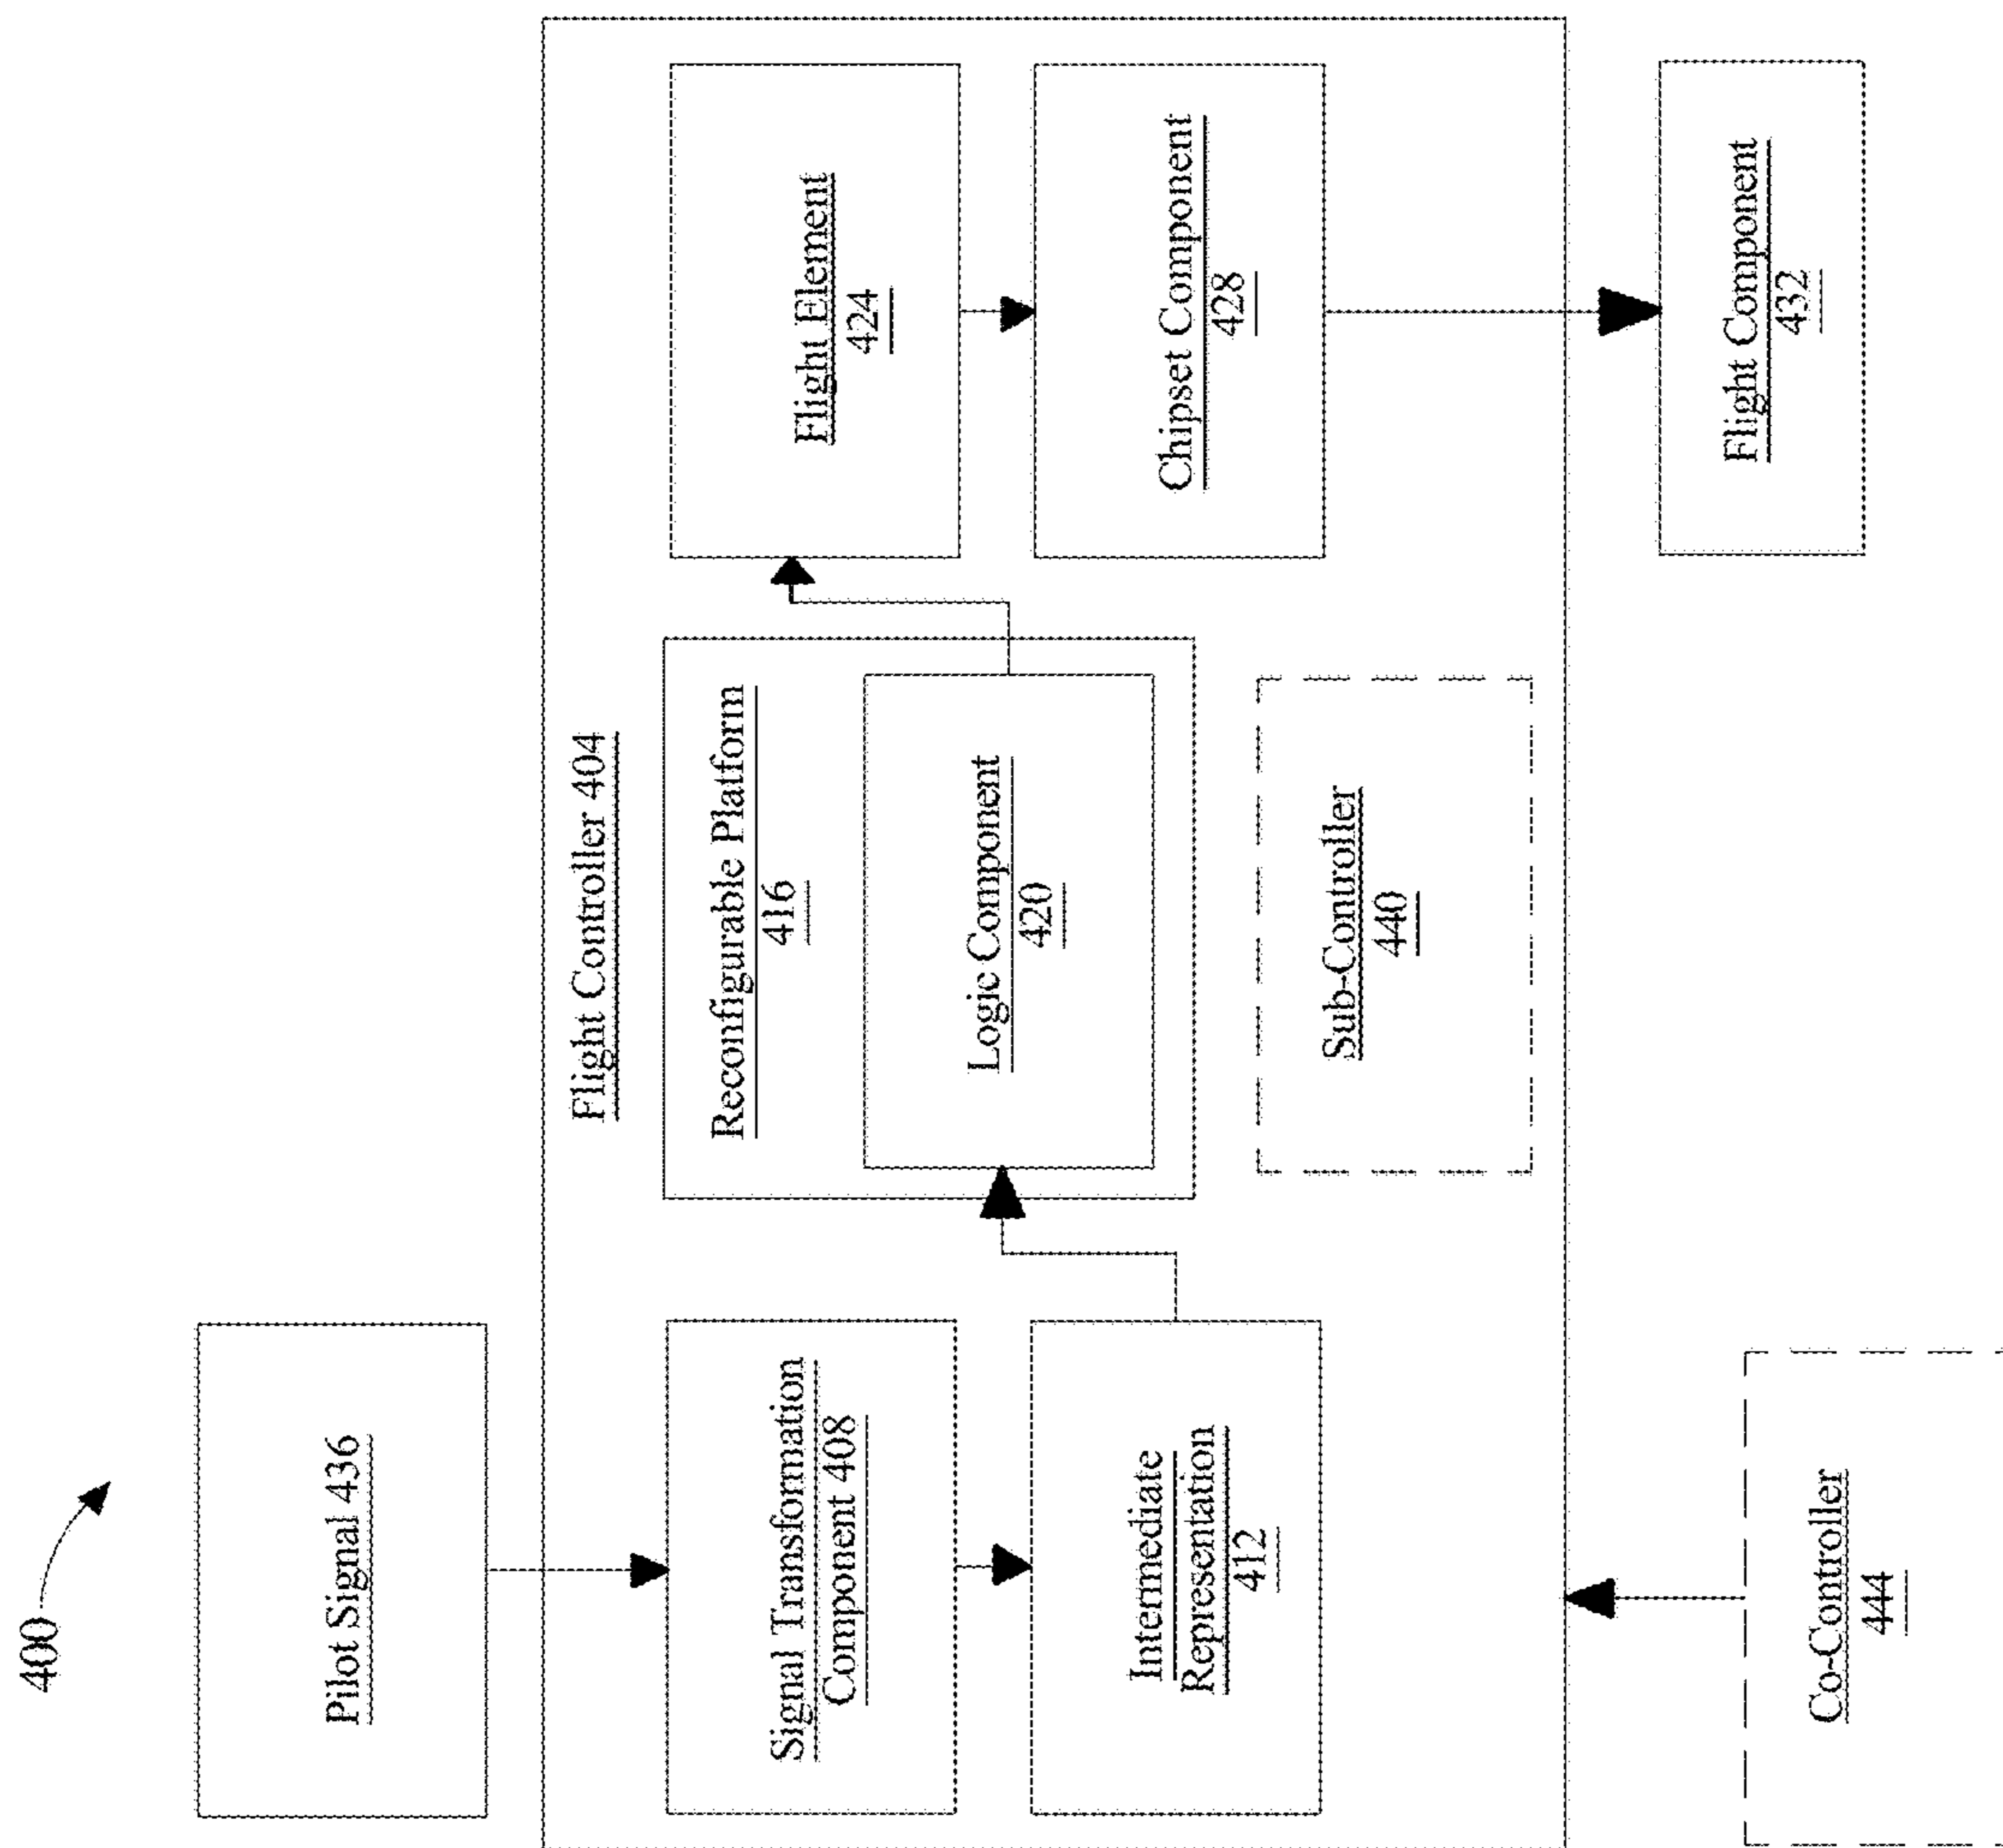 400
Pilot Signal 436
Flight Controller 404
Signal Transformation
Component 408
Intermediate
Representation
412
Reconfigurable Platform
416
Logic Component
420
Sub-Controller
440
Flight Element
424
Chipset Component
428
Co-Controller
444
Flight Component
432